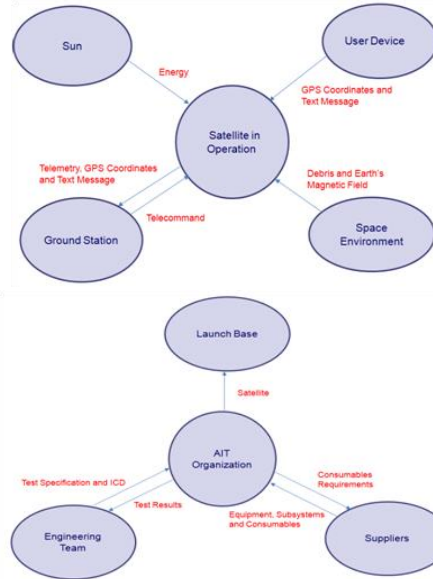 Sun
User Device
Energy
GPS Coordinates and
Text Message
Satellite in
Operation
Telemetry, GPS Coordinates
and Text Message
Debris and Earth's
Magnetic Field
Telecommand
Ground Station
Space
Environment
Launch Base
Satellite
AIT
Organization
Test Specification and ICD
Consumables
Requirements
Test Results
Equipment, Subsystems
and Consumables
Engineering
Team
Suppliers